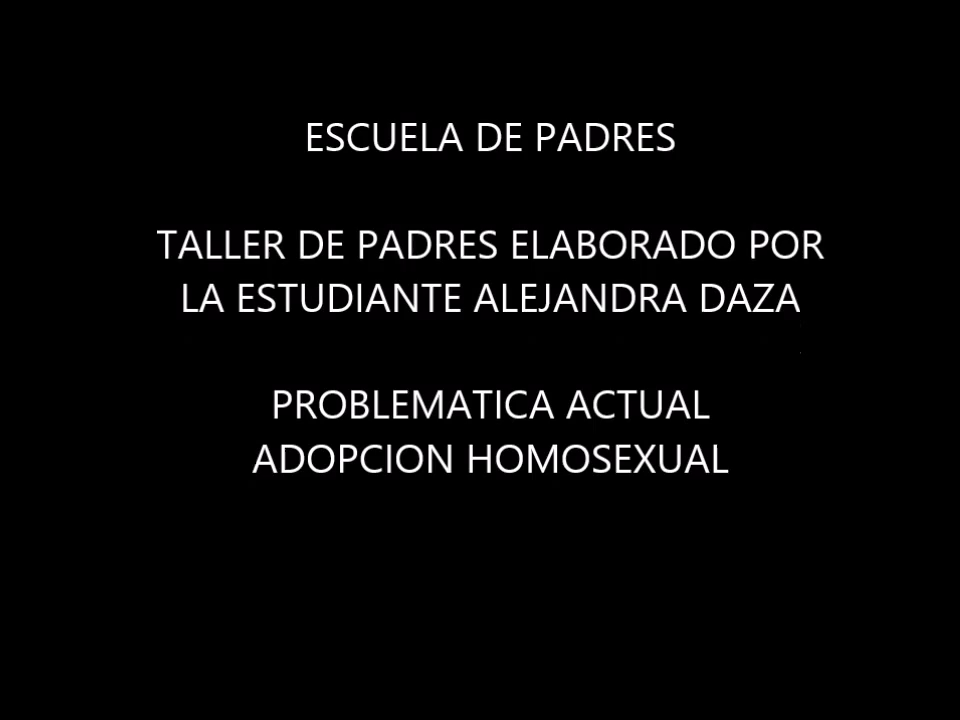 ESCUELA DE PADRES
TALLER DE PADRES ELABORADO POR
LA ESTUDIANTE ALEJANDRA DAZA
PROBLEMATICA ACTUAL
ADOPCION HOMOSEXUAL